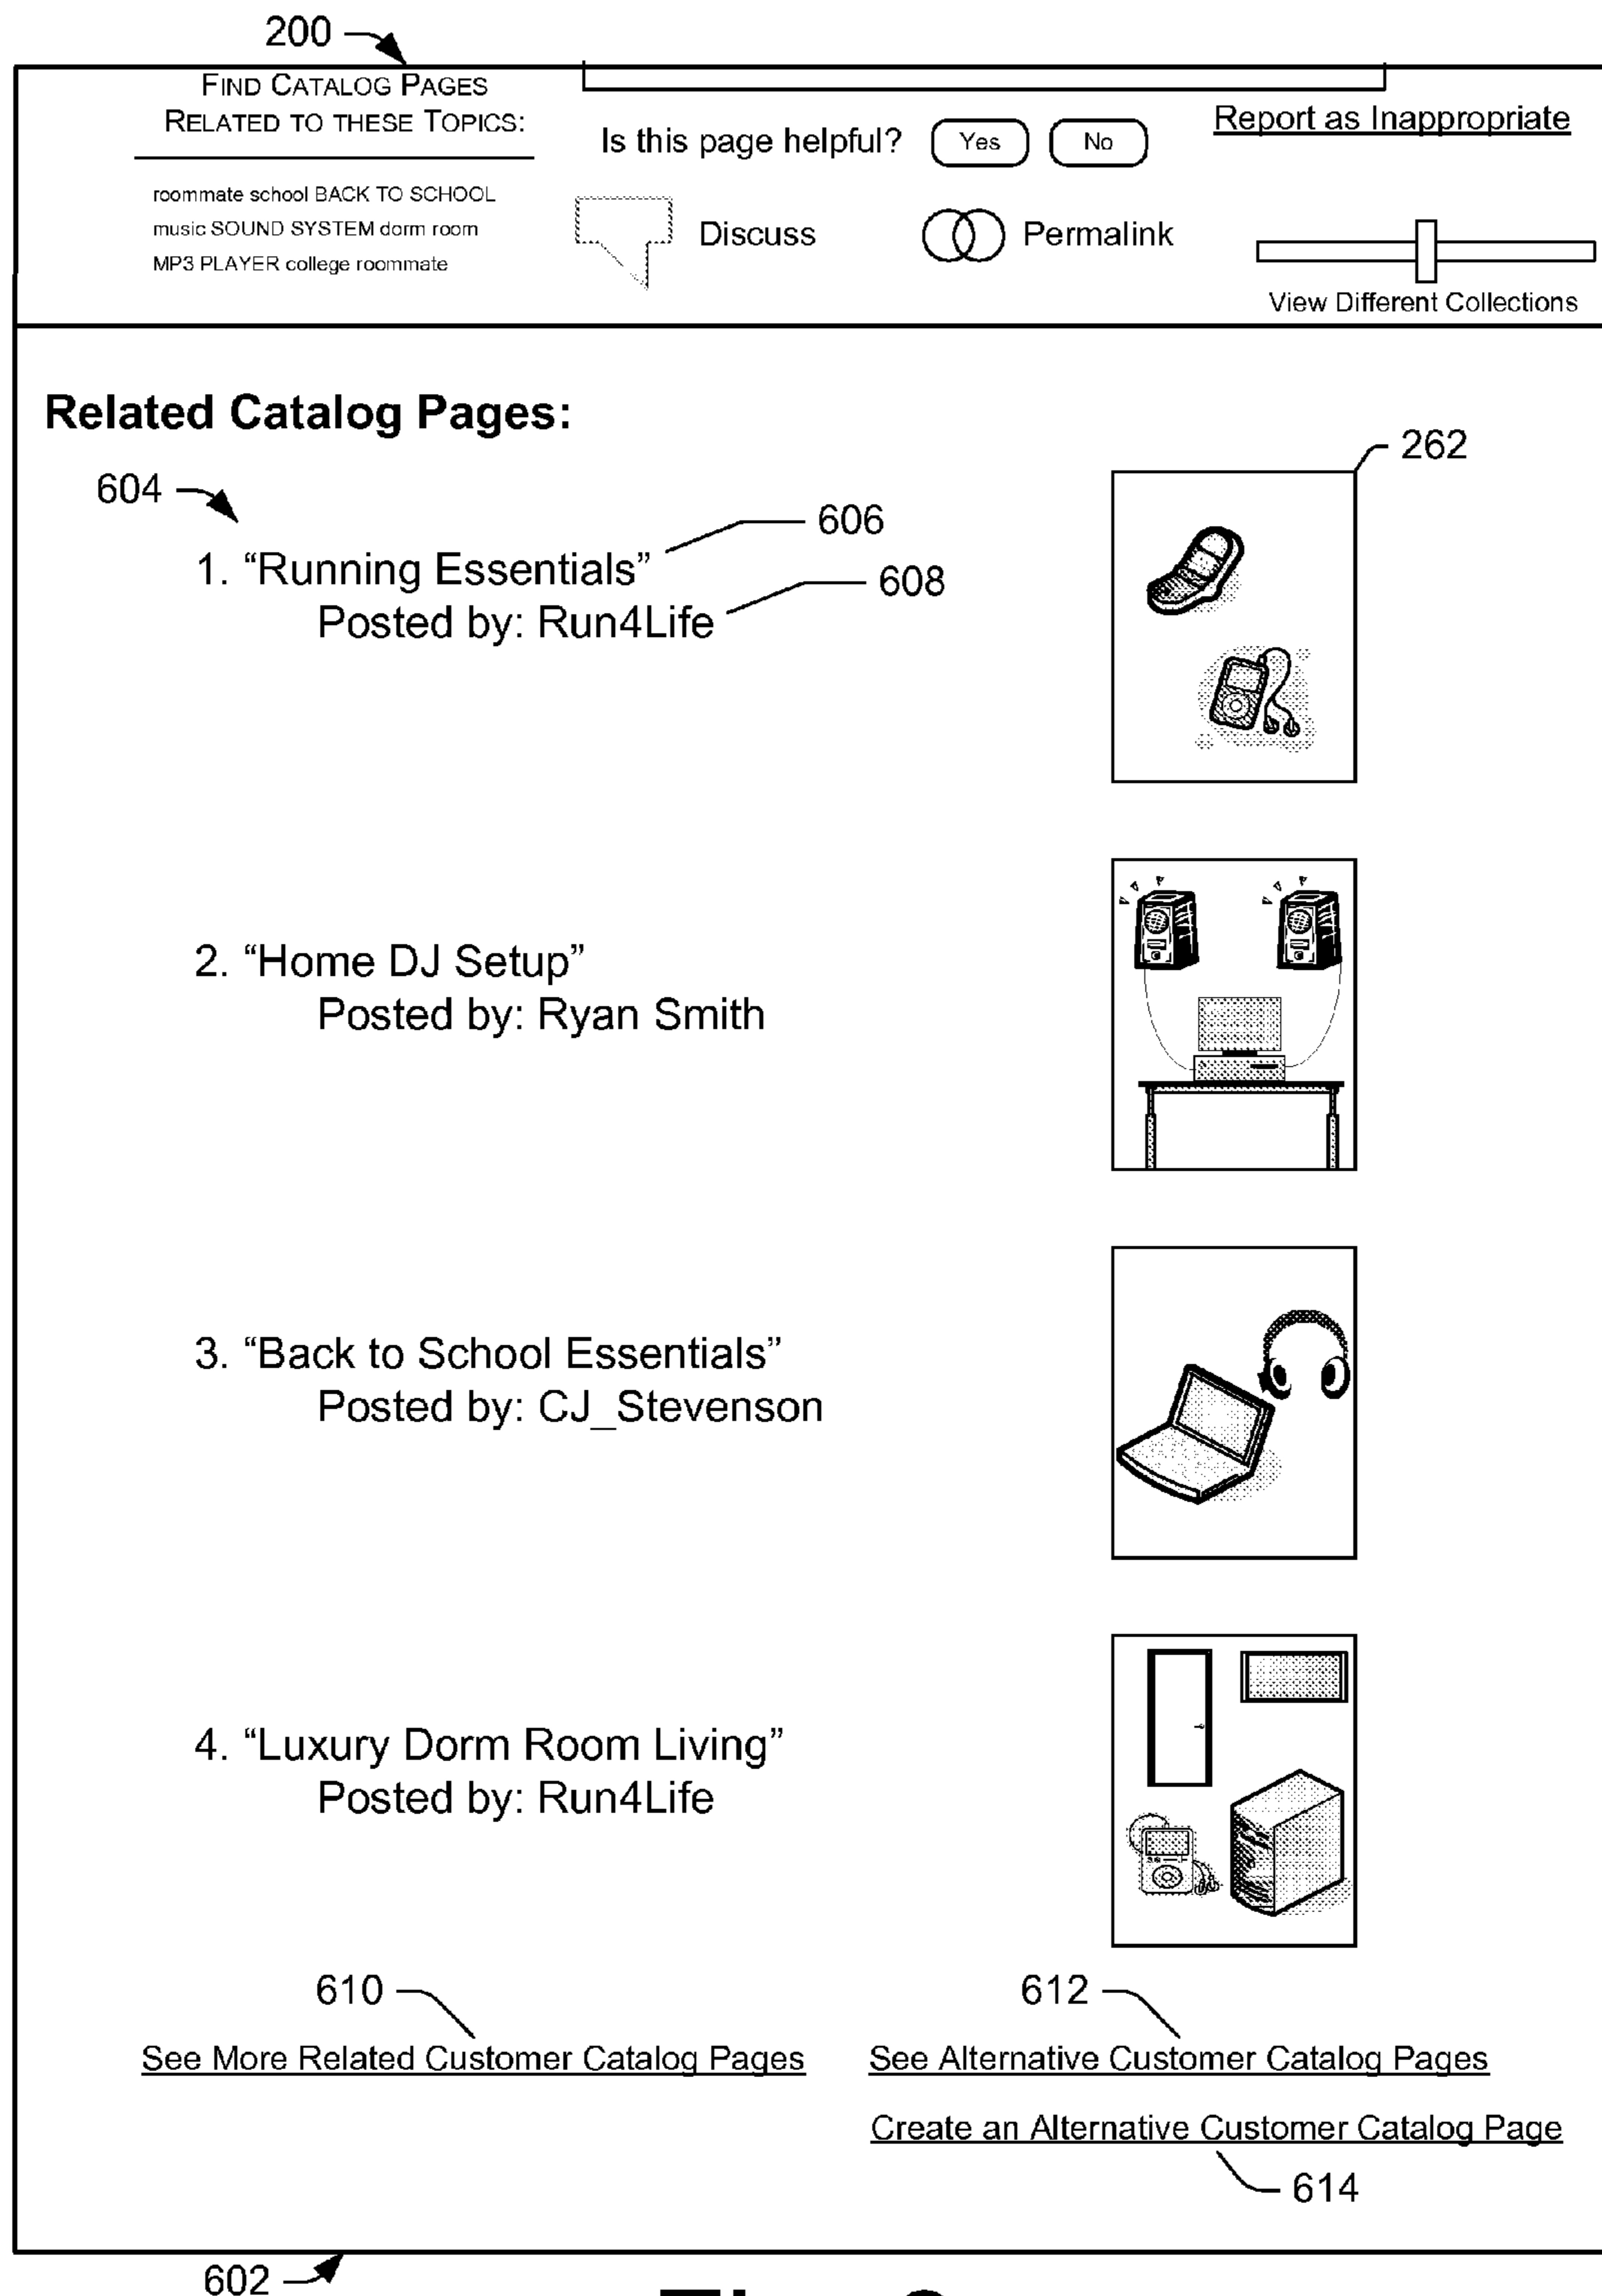 200
FIND CATALOG PAGES
RELATED TO THESE TOPICS:
roommate school BACK TO SCHOOL
music SOUND SYSTEM dorm room
MP3 PLAYER college roommate
Is this page helpful? Yes No
Report as Inappropriate
Discuss
Permalink
View Different Collections
Related Catalog Pages:
262
604
606
1. “Running Essentials”
608
Posted by: Run4Life
2. “Home DJ Setup”
Posted by: Ryan Smith
3. “Back to School Essentials”
Posted by: CJ_Stevenson
4. “Luxury Dorm Room Living”
Posted by: Run4Life
610
612
See More Related Customer Catalog Pages
See Alternative Customer Catalog Pages
Create an Alternative Customer Catalog Page
614
602